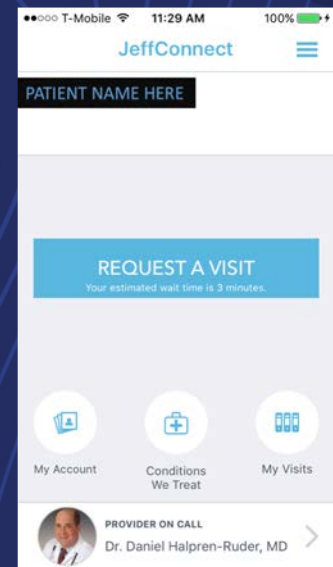 T-Mobile 11:29 AM 100%
JeffConnect
PATIENT NAME HERE
REQUEST A VISIT
Your estimated wait time is 3 minutes.
My Account
Conditions
We Treat
My Visits
PROVIDER ON CALL
Dr. Daniel Halpren-Ruder, MD